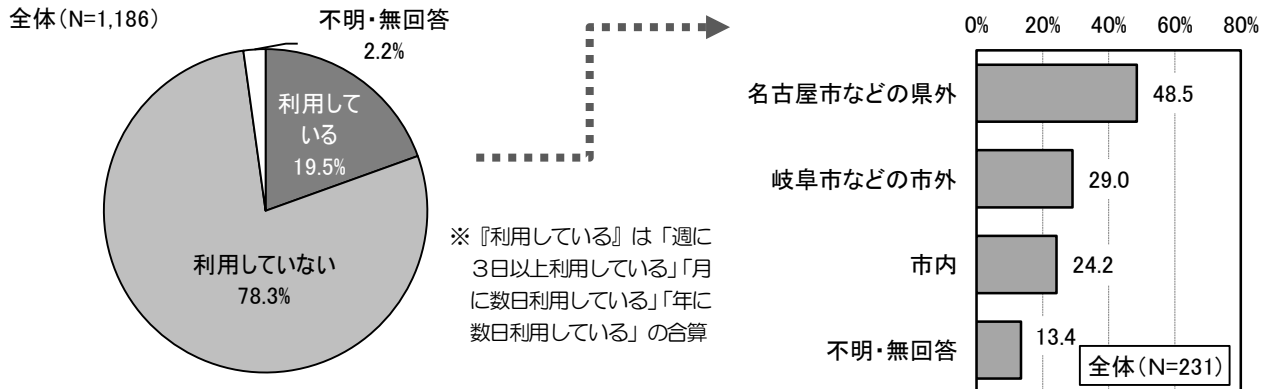 全体（N=1,186）
不明・無回答
2.2%
利用して
いる
19.5%
利用していない
78.3%
※『利用している』は「週に
３日以上利用している」「月
に数日利用している」「年に
数日利用している」の合算
0% 20% 40% 60% 80%
名古屋市などの県外 48.5
岐阜市などの市外 29.0
市内 24.2
不明・無回答 13.4
全体（N=231）